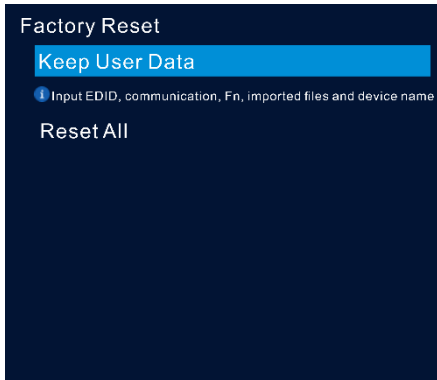 Factory Reset
Keep User Data
Input EDID, communication, Fn, imported files and device name
Reset All